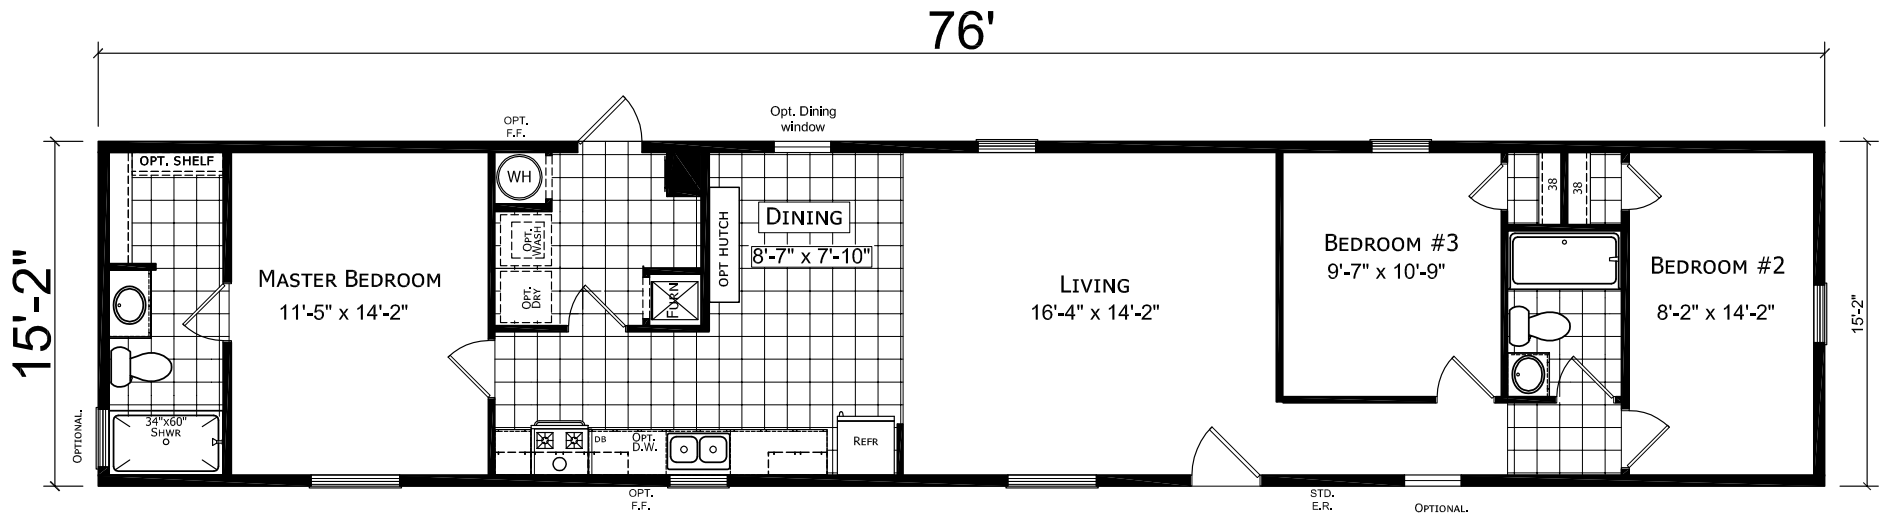 76'
15'-2"
OPT. SHELF
OPTIONAL.
34"x60"
SHWR
MASTER BEDROOM
11'-5" x 14'-2"
OPT.
F.F.
WH
OPT.
WASH
OPT.
DRY
FURN
OPT HUTCH
Opt. Dining
window
DINING
8'-7" x 7'-10"
DB
OPT.
D.W.
REFR
OPT.
F.F.
LIVING
16'-4" x 14'-2"
BEDROOM #3
9'-7" x 10'-9"
38
38
BEDROOM #2
8'-2" x 14'-2"
15'-2"
STD.
E.R.
OPTIONAL.